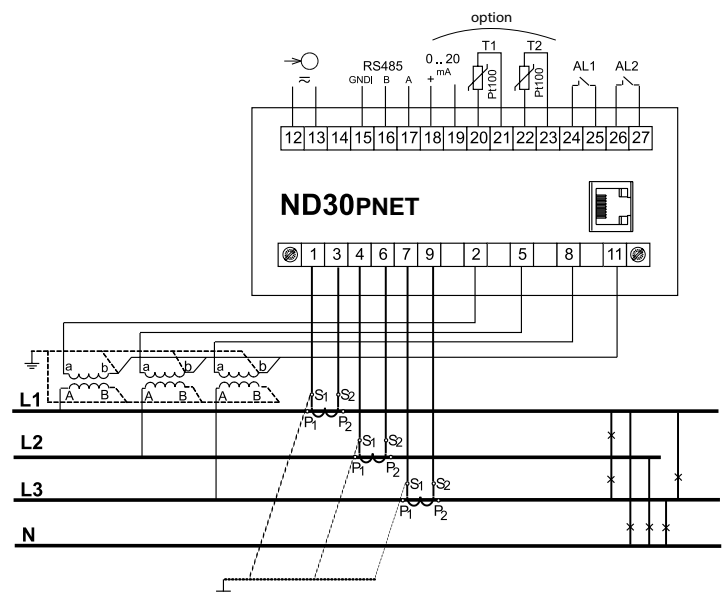 option
0 .. 20
mA
T1
T2
RS485
GND
B
A
+
Pt100
Pt100
AL1
AL2
12 13 14 15 16 17 18 19 20 21 22 23 24 25 26 27
ND30PNET
1 3 4 6 7 9 2 5 8 11
a b a b a b
A B A B A B
L1
S1 S2
P1 P2
L2
S1 S2
P1 P2
L3
S1 S2
P1 P2
N